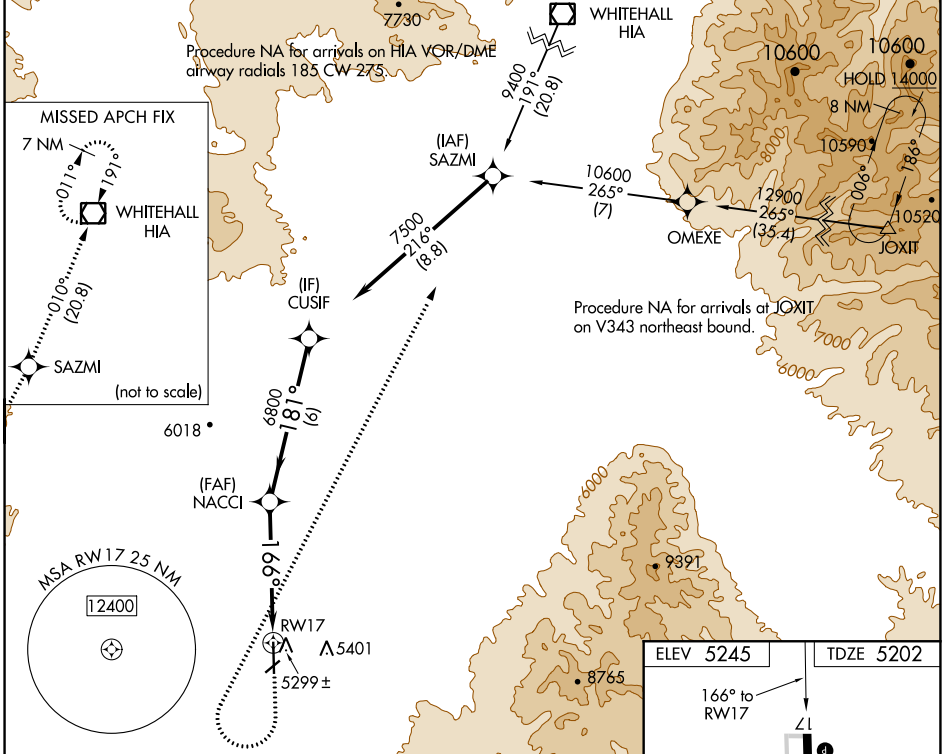 7730
WHITEHALL
HIA
Procedure NA for arrivals on HIA VOR/DME
airway radials 185 CW 275.
9400
191°
(20.8)
10600
10600
HOLD 14000
8 NM
10590
8000
186°
006°
10520
JOXIT
MISSED APCH FIX
7 NM
011°
191°
WHITEHALL
HIA
010°
(20.8)
SAZMI
(not to scale)
(IAF)
SAZMI
10600
265°
(7)
12900
265°
(35.4)
OMEXE
7500
216°
(8.8)
(IF)
CUSIF
Procedure NA for arrivals at JOXIT
on V343 northeast bound.
7000
6000
6800
181°
(6)
6018
(FAF)
NACCI
6000
166°
9391
MSA RW17 25 NM
12400
RW17
5401
5299 ±
8765
ELEV 5245
TDZE 5202
166° to
RW17
17
P